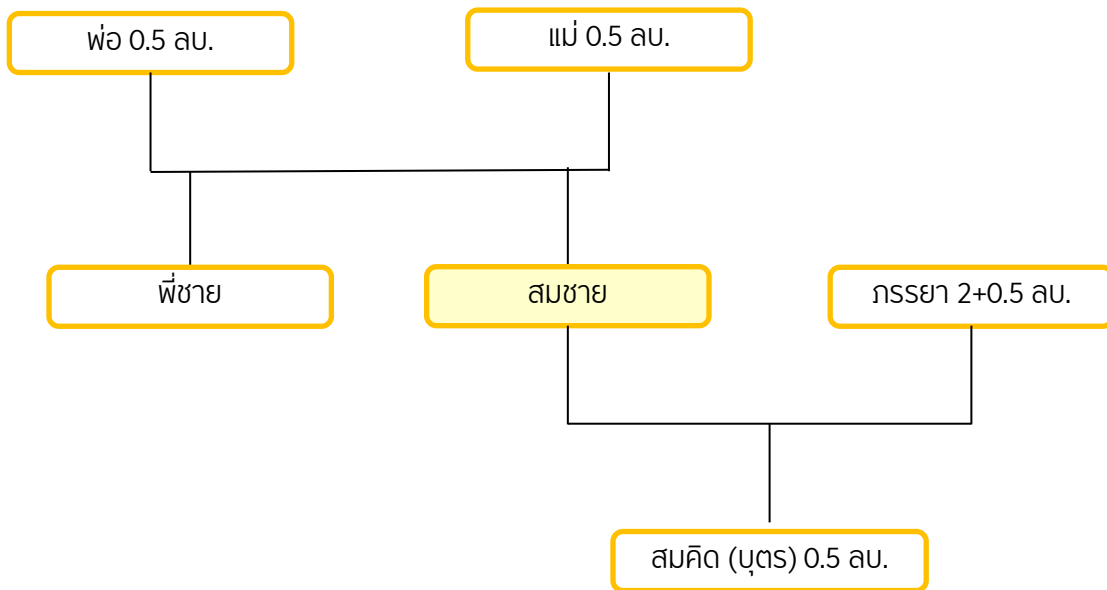 พ่อ 0.5 ลบ.
แม่ 0.5 ลบ.
พี่ชาย
สมชาย
ภรรยา 2+0.5 ลบ.
สมคิด (บุตร) 0.5 ลบ.